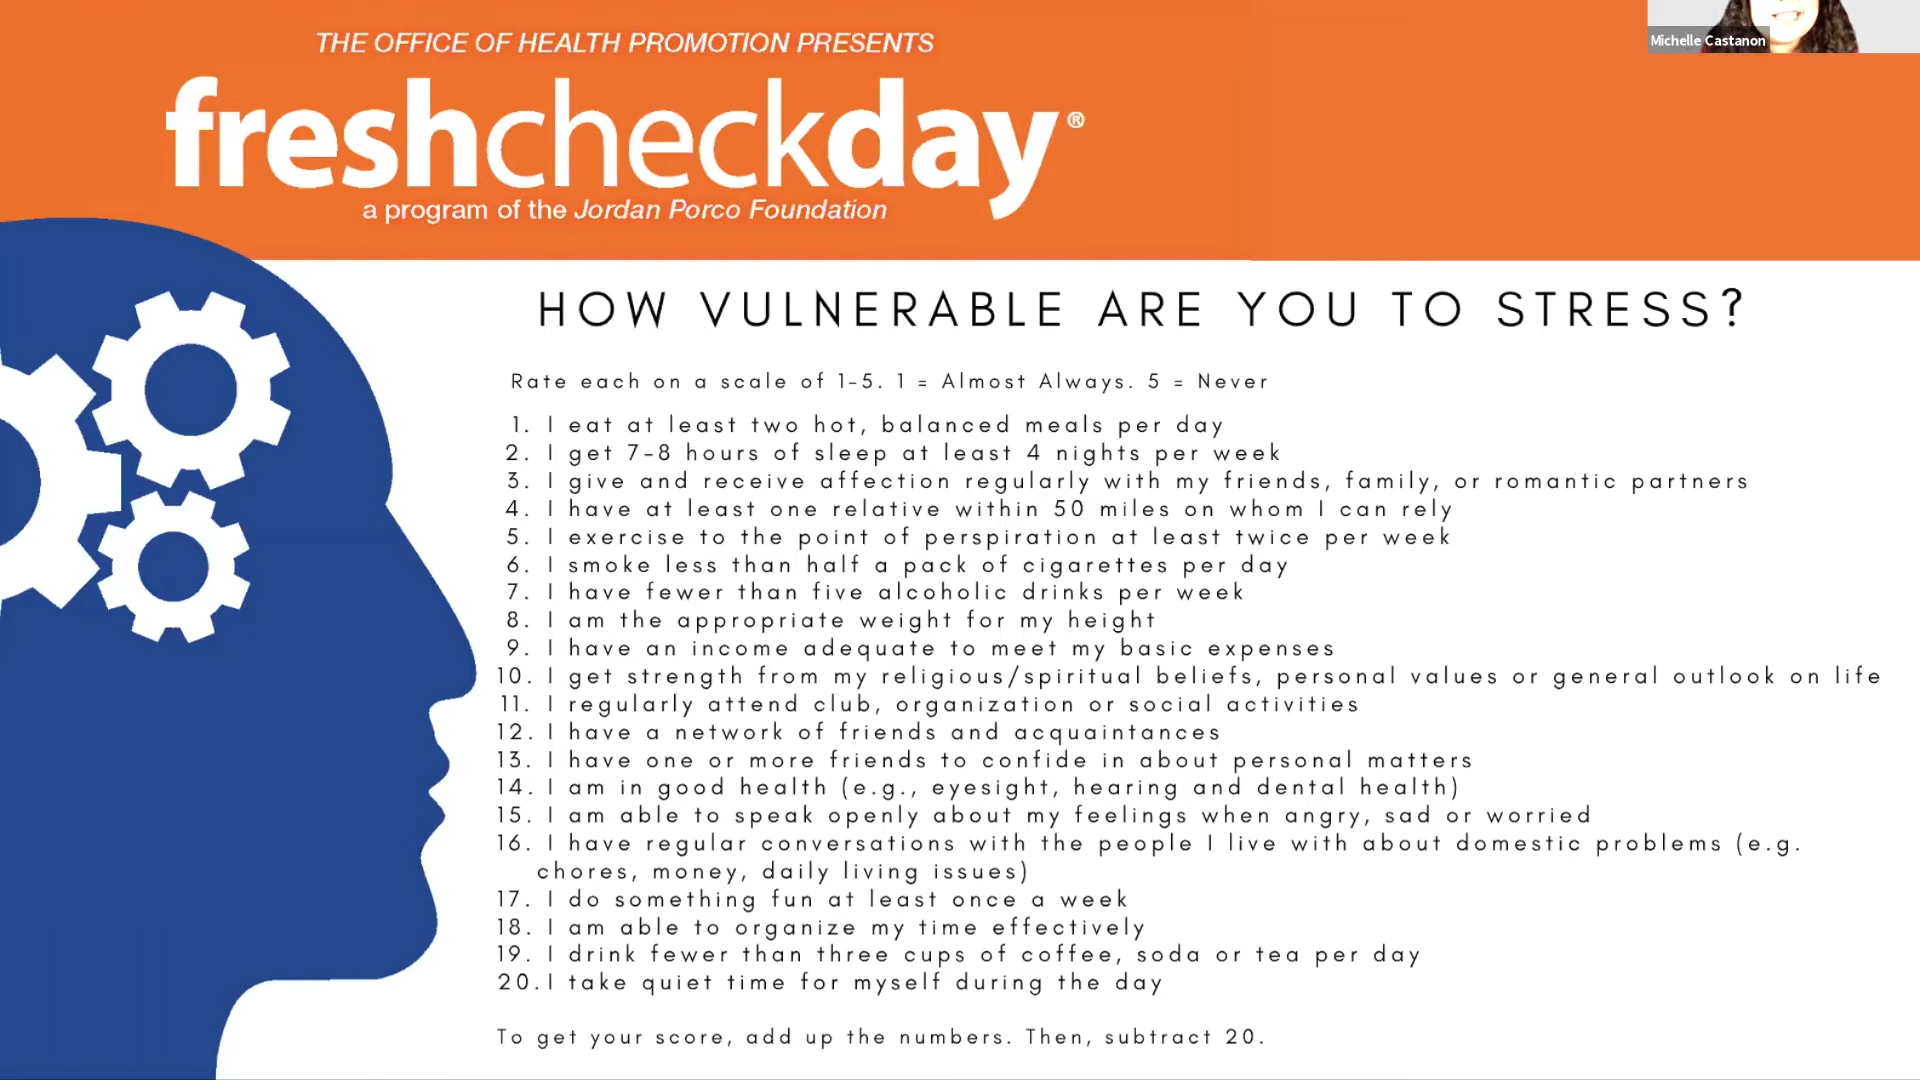 THE OFFICE OF HEALTH PROMOTION PRESENTS
Michelle Castanon
freshcheckday®
a program of the Jordan Porco Foundation
HOW VULNERABLE ARE YOU TO STRESS?
Rate each on a scale of 1-5. 1 = Almost Always. 5 = Never
1. I eat at least two hot, balanced meals per day
2. I get 7-8 hours of sleep at least 4 nights per week
3. I give and receive affection regularly with my friends, family, or romantic partners
4. I have at least one relative within 50 miles on whom I can rely
5. I exercise to the point of perspiration at least twice per week
6. I smoke less than half a pack of cigarettes per day
7. I have fewer than five alcoholic drinks per week
8. I am the appropriate weight for my height
9. I have an income adequate to meet my basic expenses
10. I get strength from my religious/spiritual beliefs, personal values or general outlook on life
11. I regularly attend club, organization or social activities
12. I have a network of friends and acquaintances
13. I have one or more friends to confide in about personal matters
14. I am in good health (e.g., eyesight, hearing and dental health)
15. I am able to speak openly about my feelings when angry, sad or worried
16. I have regular conversations with the people I live with about domestic problems (e.g.
chores, money, daily living issues)
17. I do something fun at least once a week
18. I am able to organize my time effectively
19. I drink fewer than three cups of coffee, soda or tea per day
20. I take quiet time for myself during the day
To get your score, add up the numbers. Then, subtract 20.